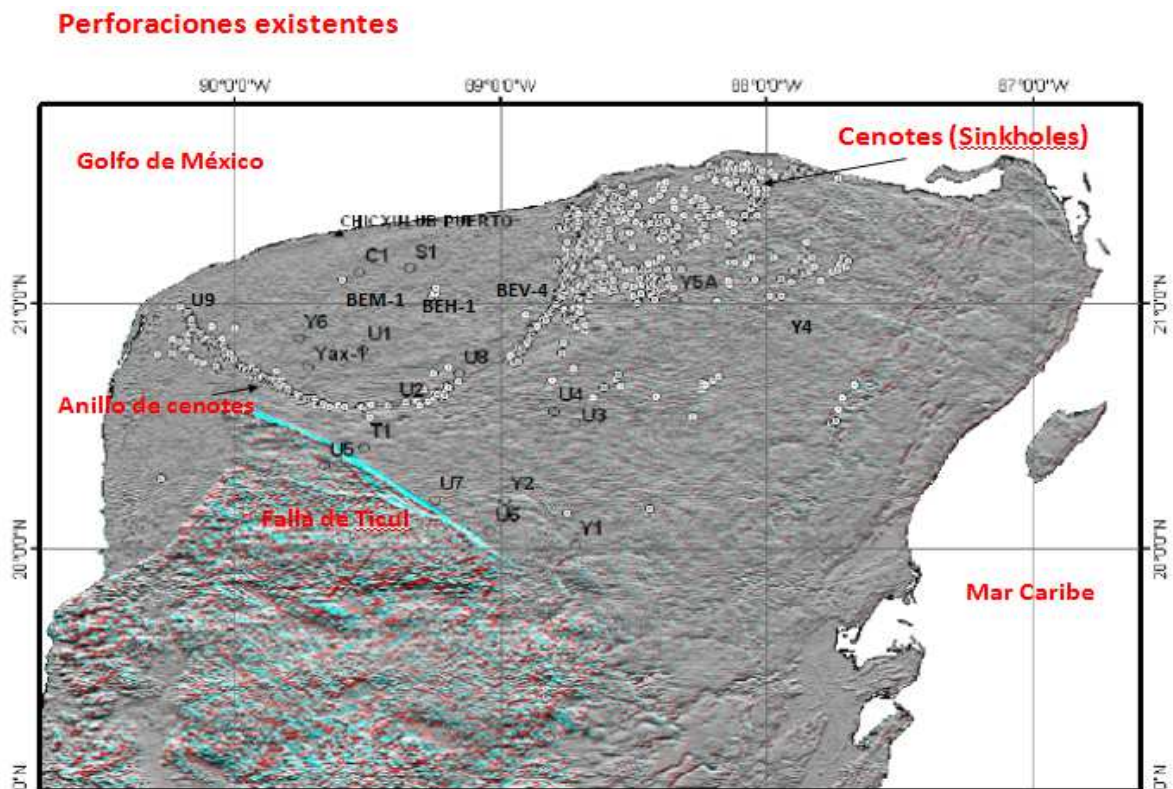 Perforaciones existentes
90°0'0"W 89°0'0"W 88°0'0"W 87°0'0"W
Cenotes (Sinkholes)
Golfo de México
CHICXULUB PUERTO
C1 S1
BEM-1 BEH-1 BEV-4 Y5A
U9
21°0'0"N 21°0'0"N
Y6 U1 Y4
Yax-1 U8
U2 U4
Anillo de cenotes
U3
T1
U5
U7 Y2
Falla de Ticul U6
Y1
20°0'0"N 20°0'0"N
Mar Caribe
0"N 0"N